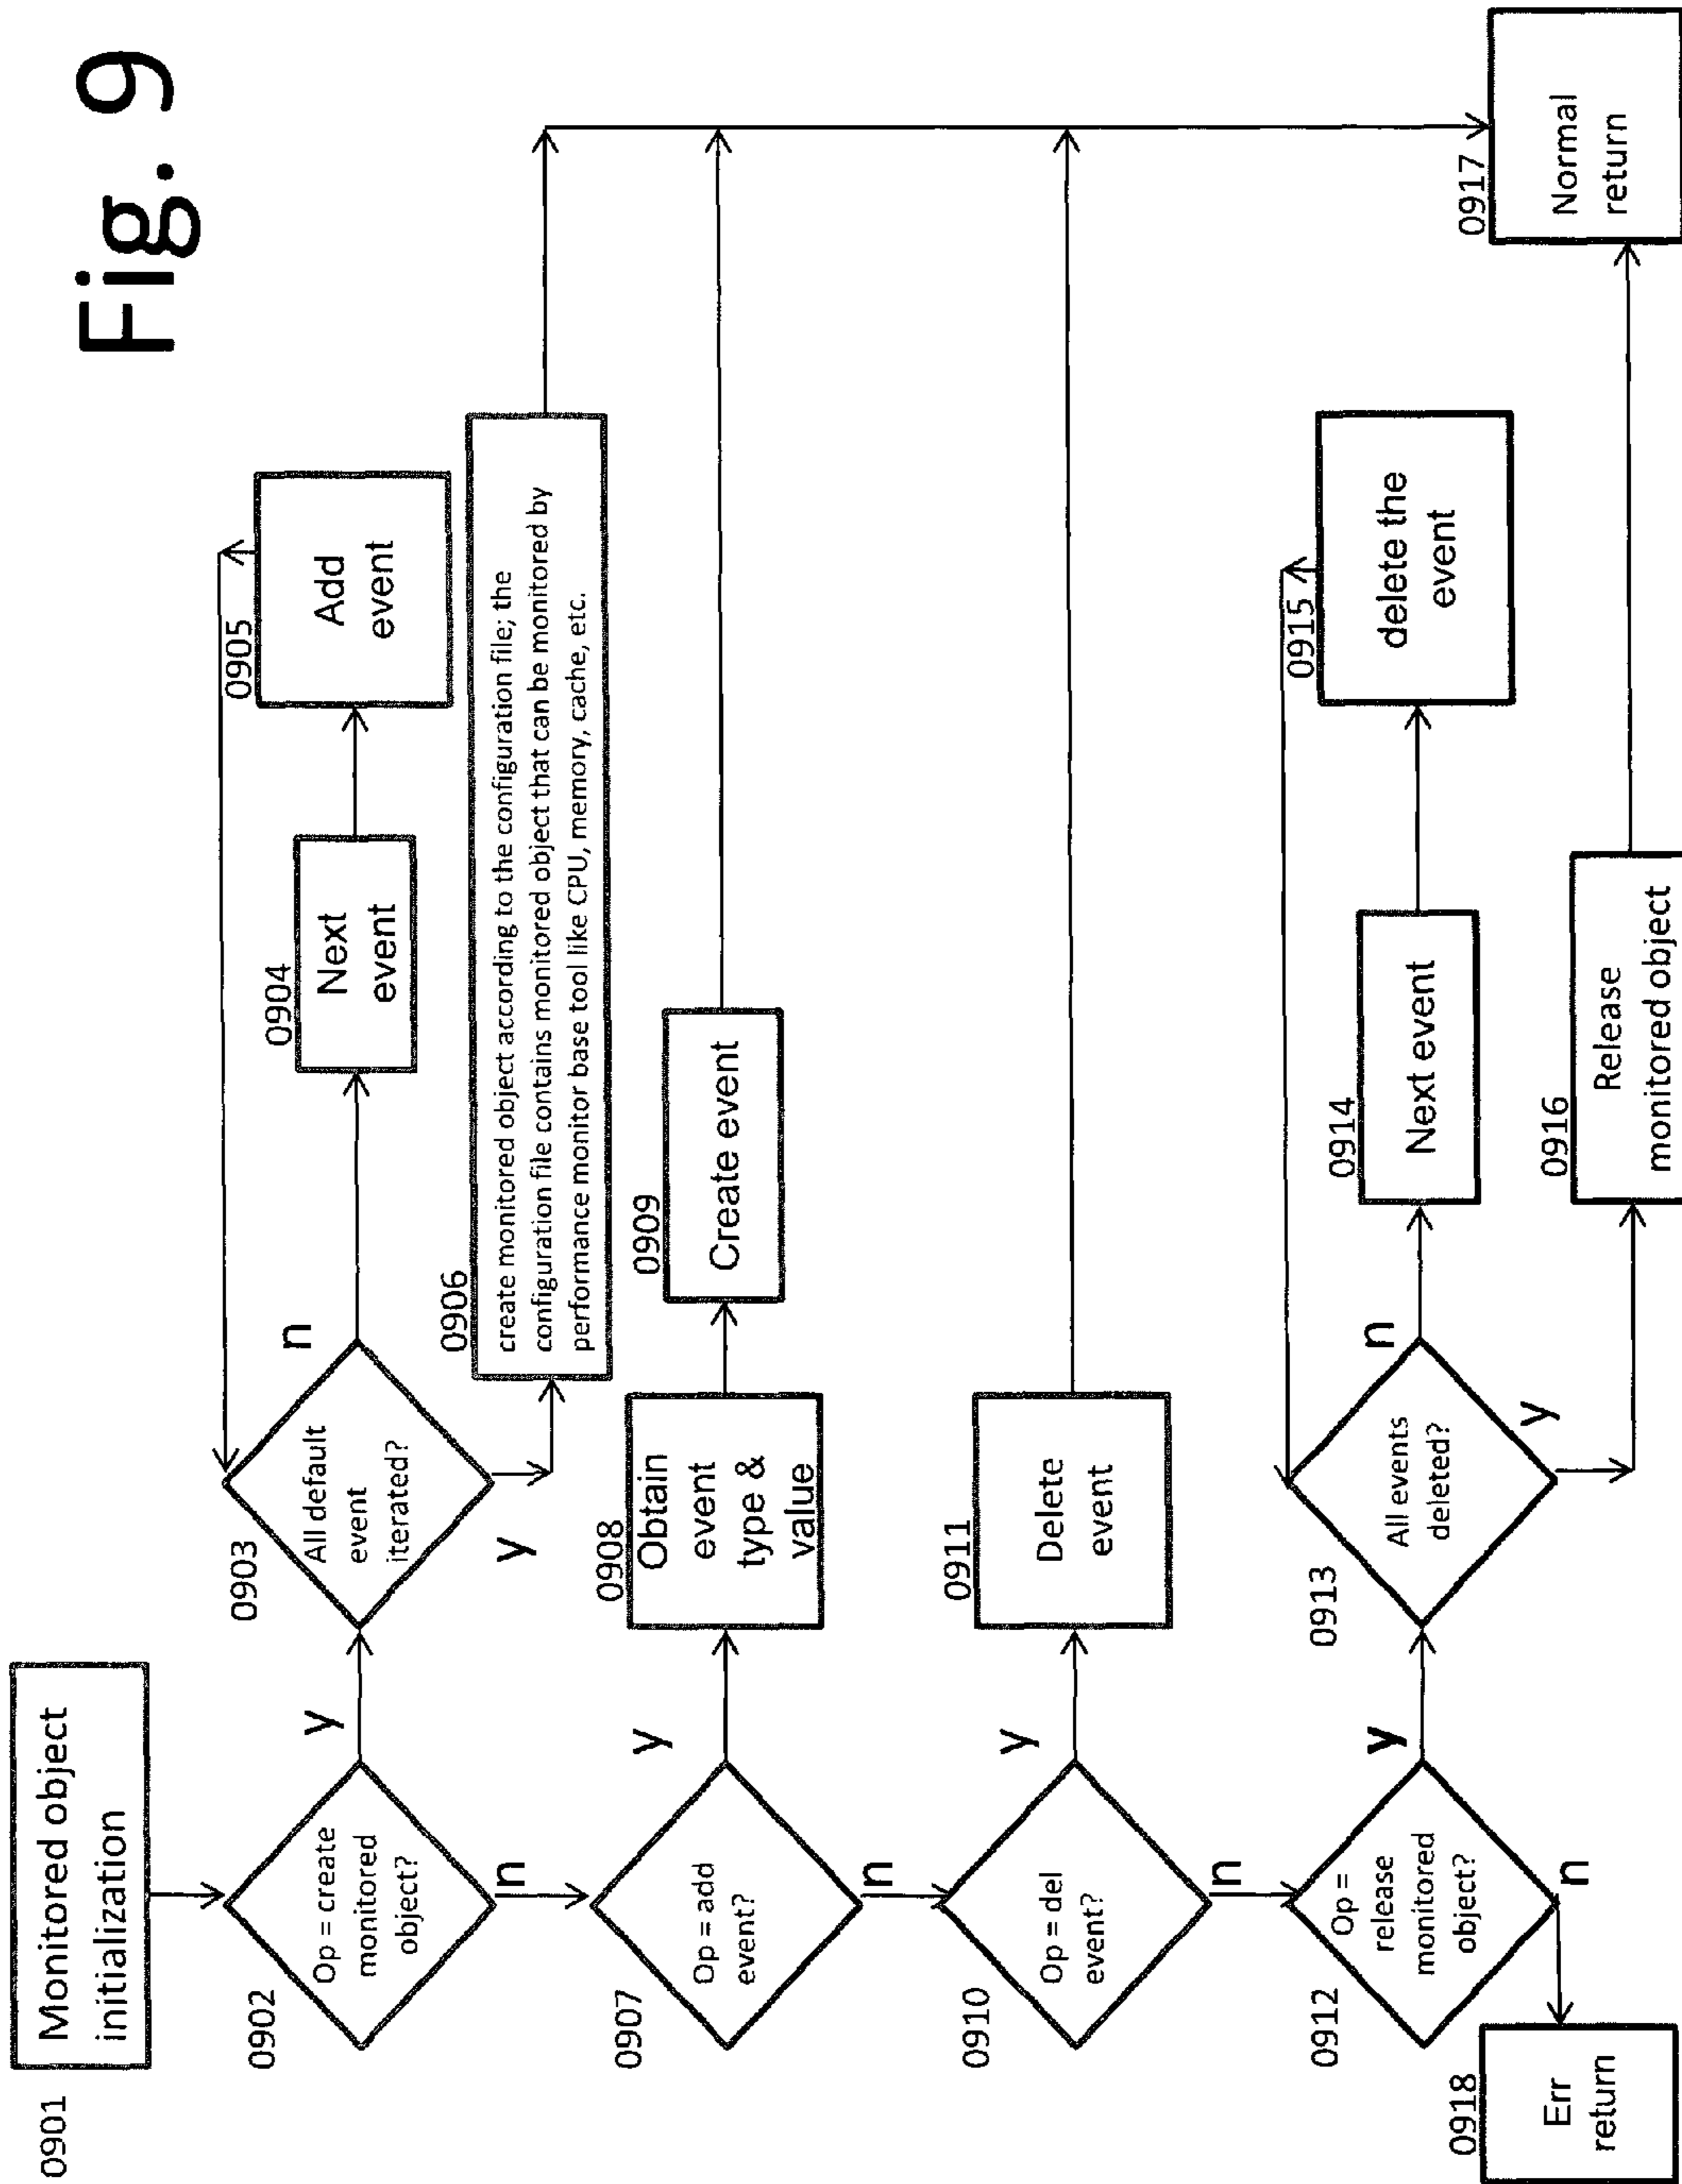 Fig. 9
0901
Monitored object
initialization
0902
Op = create
monitored
object?
y
n
0903
All default
event
iterated?
n
y
0904
Next
event
0905
Add
event
0906
create monitored object according to the configuration file; the
configuration file contains monitored object that can be monitored by
performance monitor base tool like CPU, memory, cache, etc.
0907
Op = add
event?
y
n
0908
Obtain
event
type &
value
0909
Create event
0910
Op = del
event?
y
n
0911
Delete
event
0912
Op =
release
monitored
object?
y
n
0913
All events
deleted?
n
y
0914
Next event
0915
delete the
event
0916
Release
monitored object
0917
Normal
return
0918
Err
return